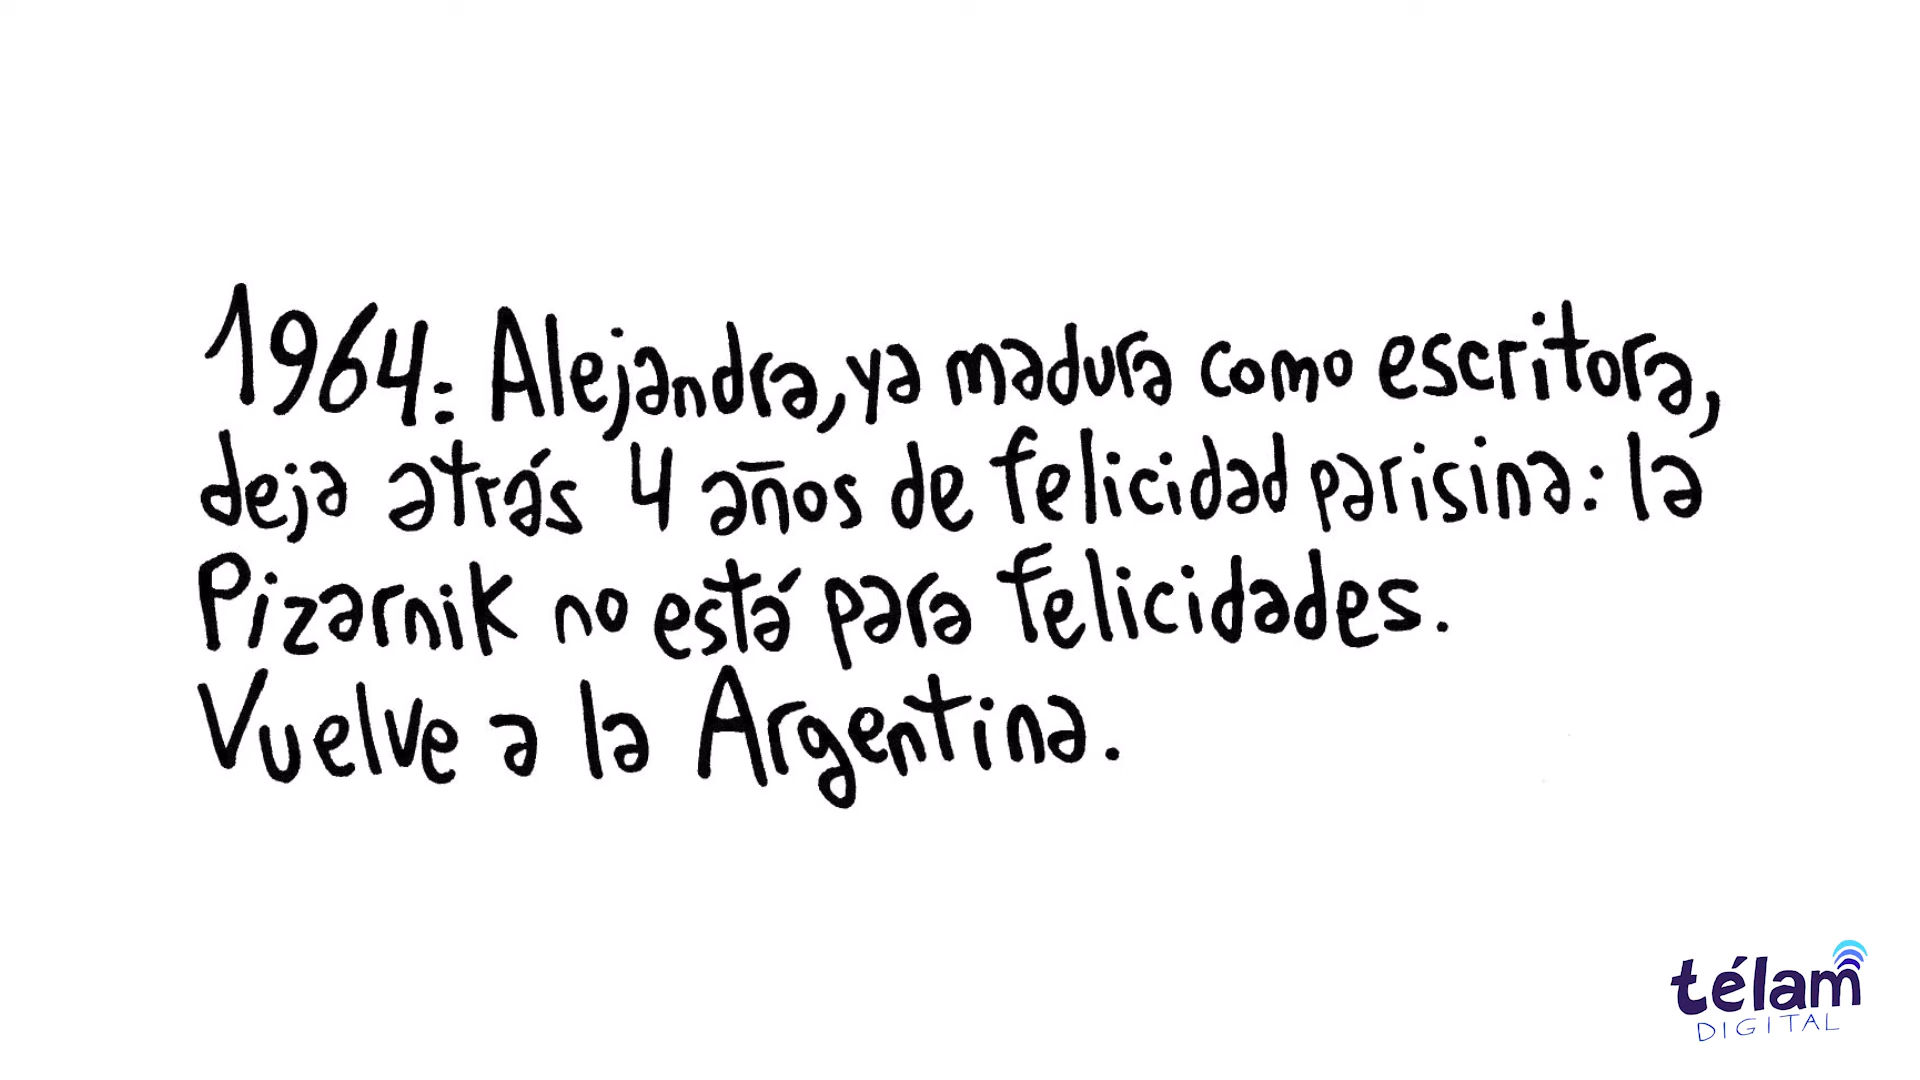 1964: Alejandra, ya madura como escritora,
deja atrás 4 años de felicidad parisina: la
Pizarnik no está para felicidades.
Vuelve a la Argentina.
télam
DIGITAL